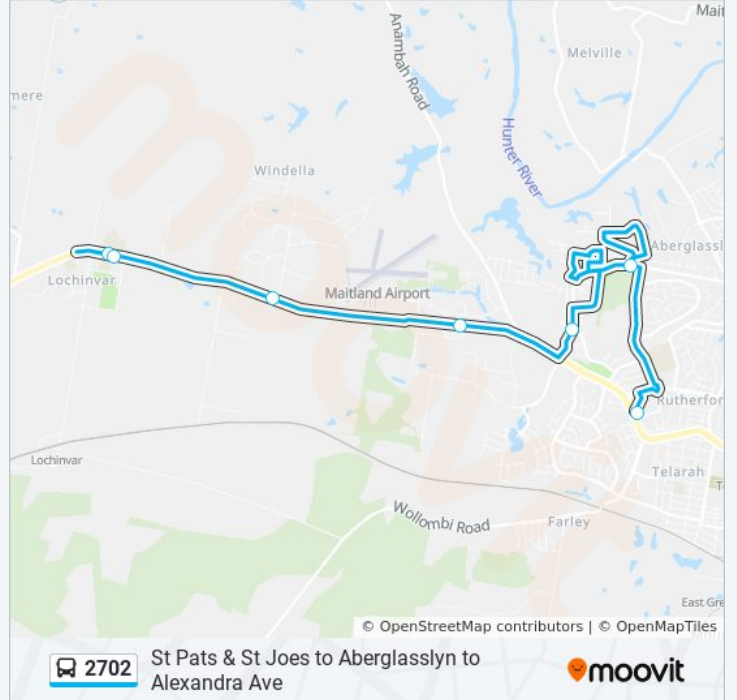 Mait
Melville
Anambah Road
mere
Hunter River
Windella
Aberglassl
Lochinvar
Maitland Airport
Rutherfor
Lochinvar
Telarah
T
Wollombi Road
Farley
East Gre
© OpenStreetMap contributors | © OpenMapTiles
2702
St Pats & St Joes to Aberglasslyn to
Alexandra Ave
moovit